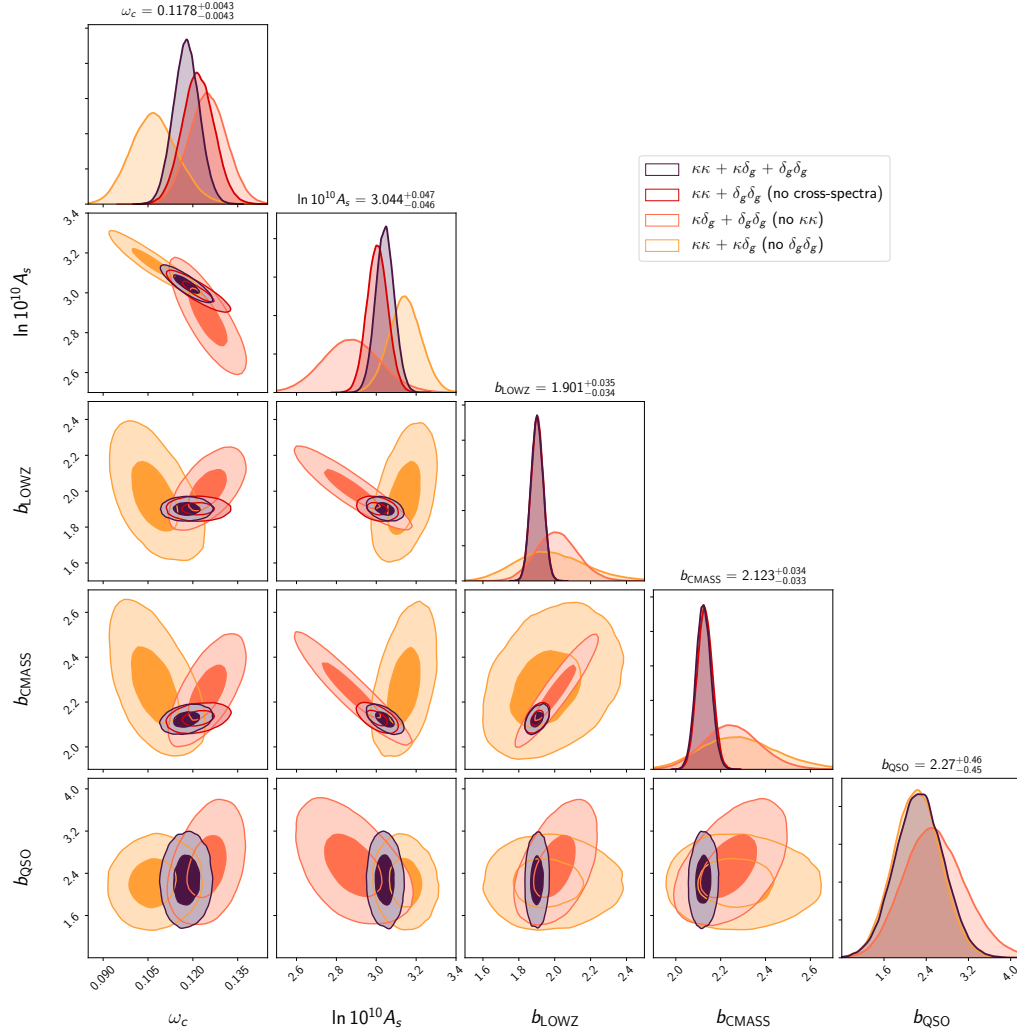 ω_c = 0.1178^{+0.0043}_{−0.0043}
κκ + κδ_g + δ_gδ_g
κκ + δ_gδ_g (no cross-spectra)
κδ_g + δ_gδ_g (no κκ)
κκ + κδ_g (no δ_gδ_g)
ln 10^{10}A_s = 3.044^{+0.047}_{−0.046}
3.4
3.2
3.0
2.8
2.6
ln 10^{10}A_s
b_LOWZ = 1.901^{+0.035}_{−0.034}
2.4
2.2
2.0
1.8
1.6
b_LOWZ
b_CMASS = 2.123^{+0.034}_{−0.033}
2.6
2.4
2.2
2.0
b_CMASS
b_QSO = 2.27^{+0.46}_{−0.45}
4.0
3.2
2.4
1.6
b_QSO
0.090 0.105 0.120 0.135 2.6 2.8 3.0 3.2 3.4 1.6 1.8 2.0 2.2 2.4 2.0 2.2 2.4 2.6 1.6 2.4 3.2 4.0
ω_c ln 10^{10}A_s b_LOWZ b_CMASS b_QSO